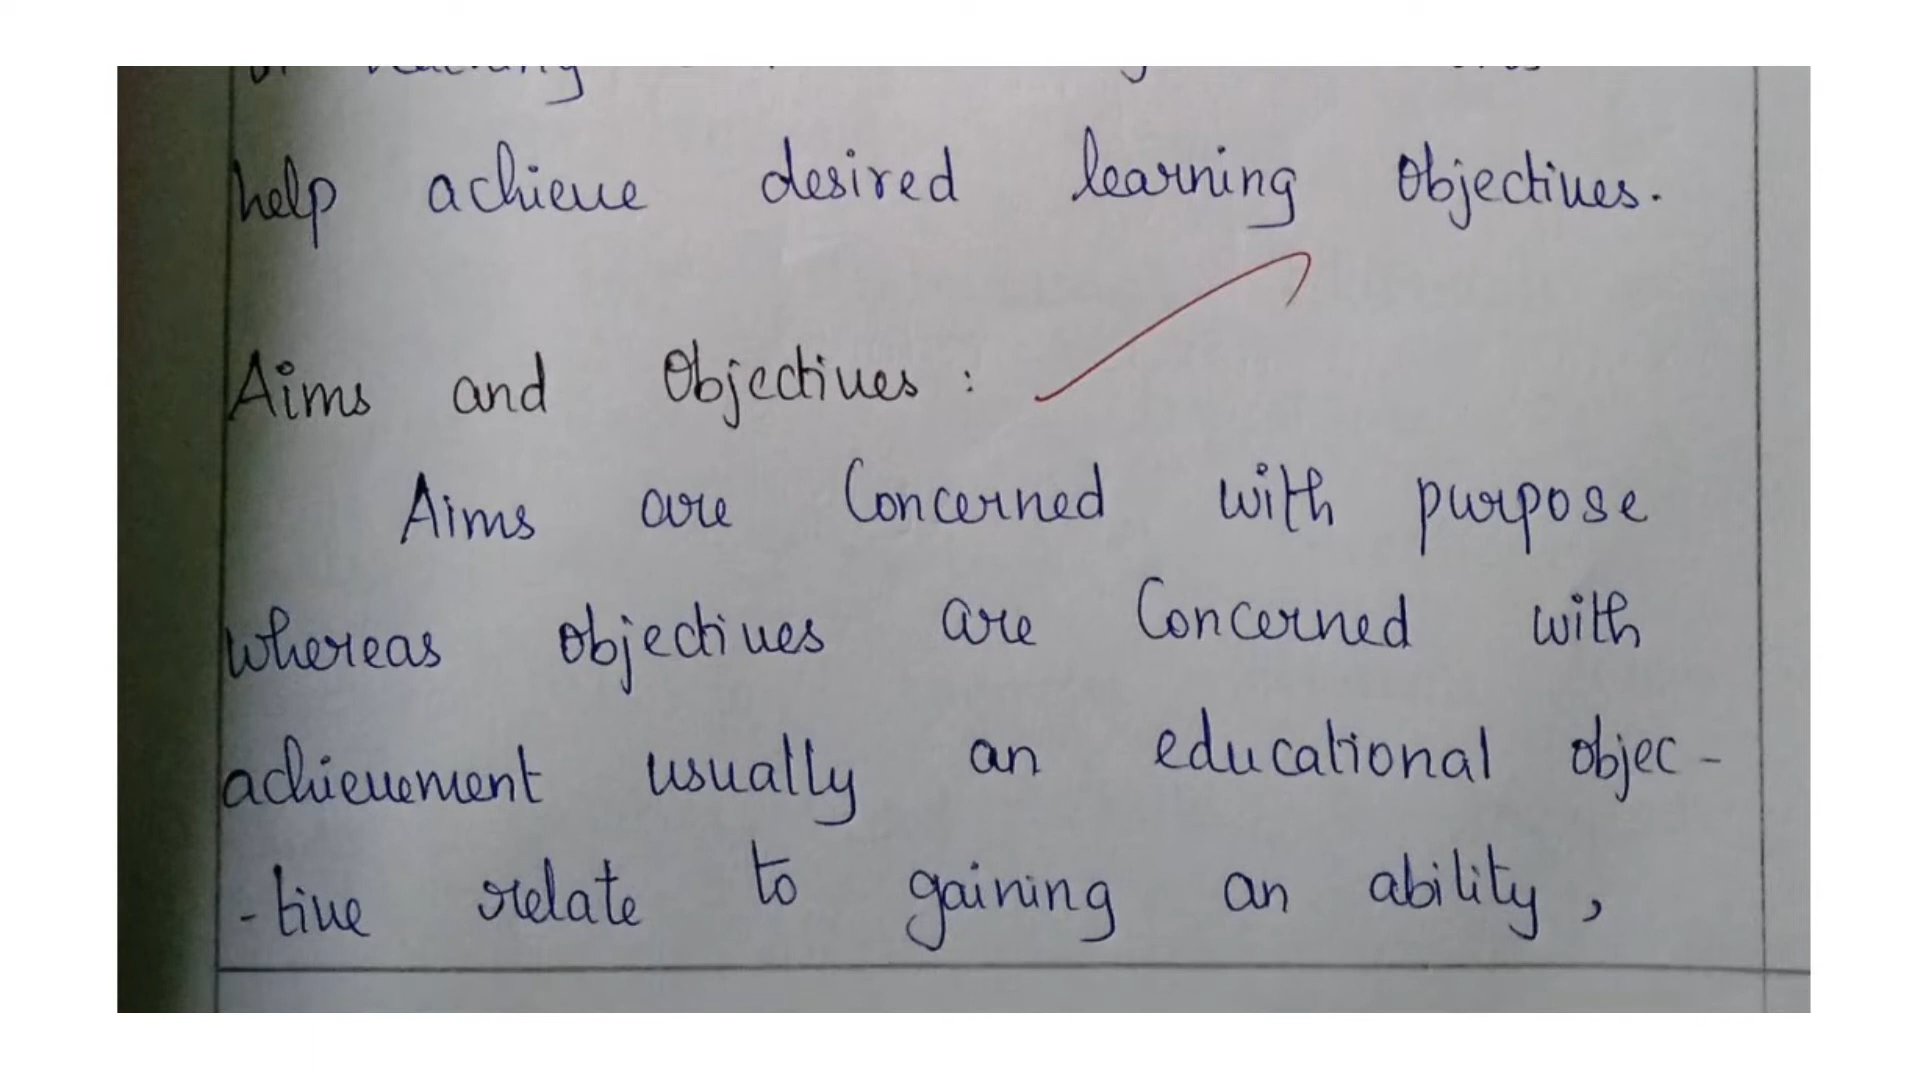 help achieve desired learning objectives.
Aims and Objectives :
Aims are Concerned with purpose
whereas objectives are Concerned with
achievement usually an educational objec -
- tive relate to gaining an ability ,